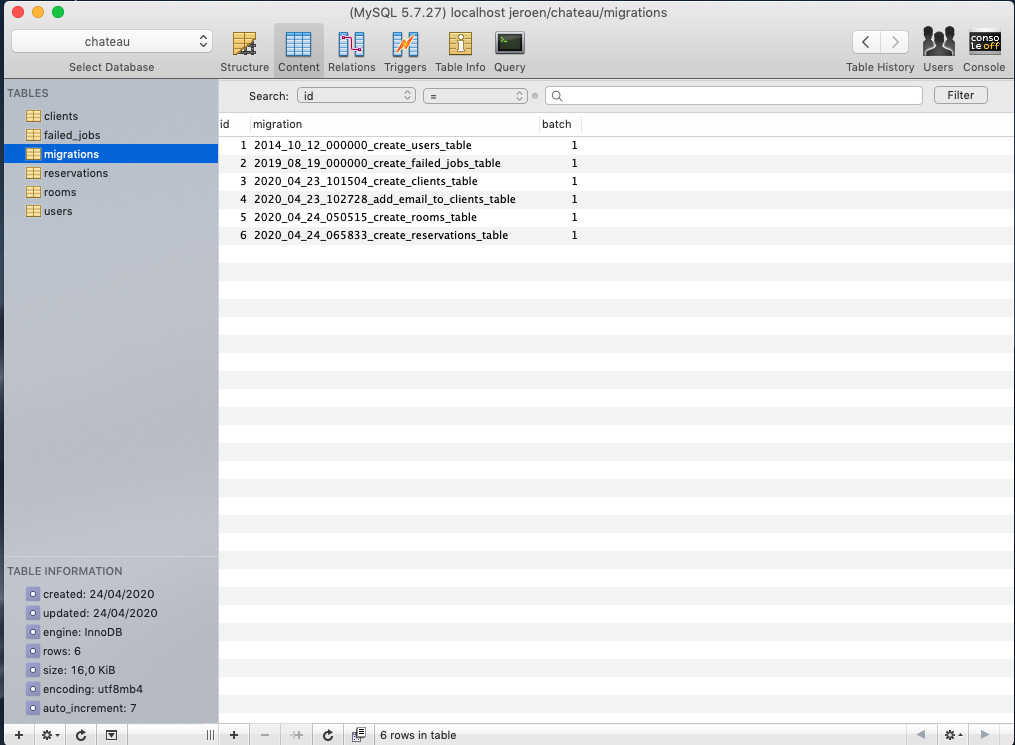 (MySQL 5.7.27) localhost jeroen/chateau/migrations
chateau
Select Database
Structure Content Relations Triggers Table Info Query
Table History Users Console
conso
le off
TABLES
clients
failed_jobs
migrations
reservations
rooms
users
Search: id = Filter
id migration batch
1 2014_10_12_000000_create_users_table 1
2 2019_08_19_000000_create_failed_jobs_table 1
3 2020_04_23_101504_create_clients_table 1
4 2020_04_23_102728_add_email_to_clients_table 1
5 2020_04_24_050515_create_rooms_table 1
6 2020_04_24_065833_create_reservations_table 1
TABLE INFORMATION
created: 24/04/2020
updated: 24/04/2020
engine: InnoDB
rows: 6
size: 16,0 KiB
encoding: utf8mb4
auto_increment: 7
6 rows in table